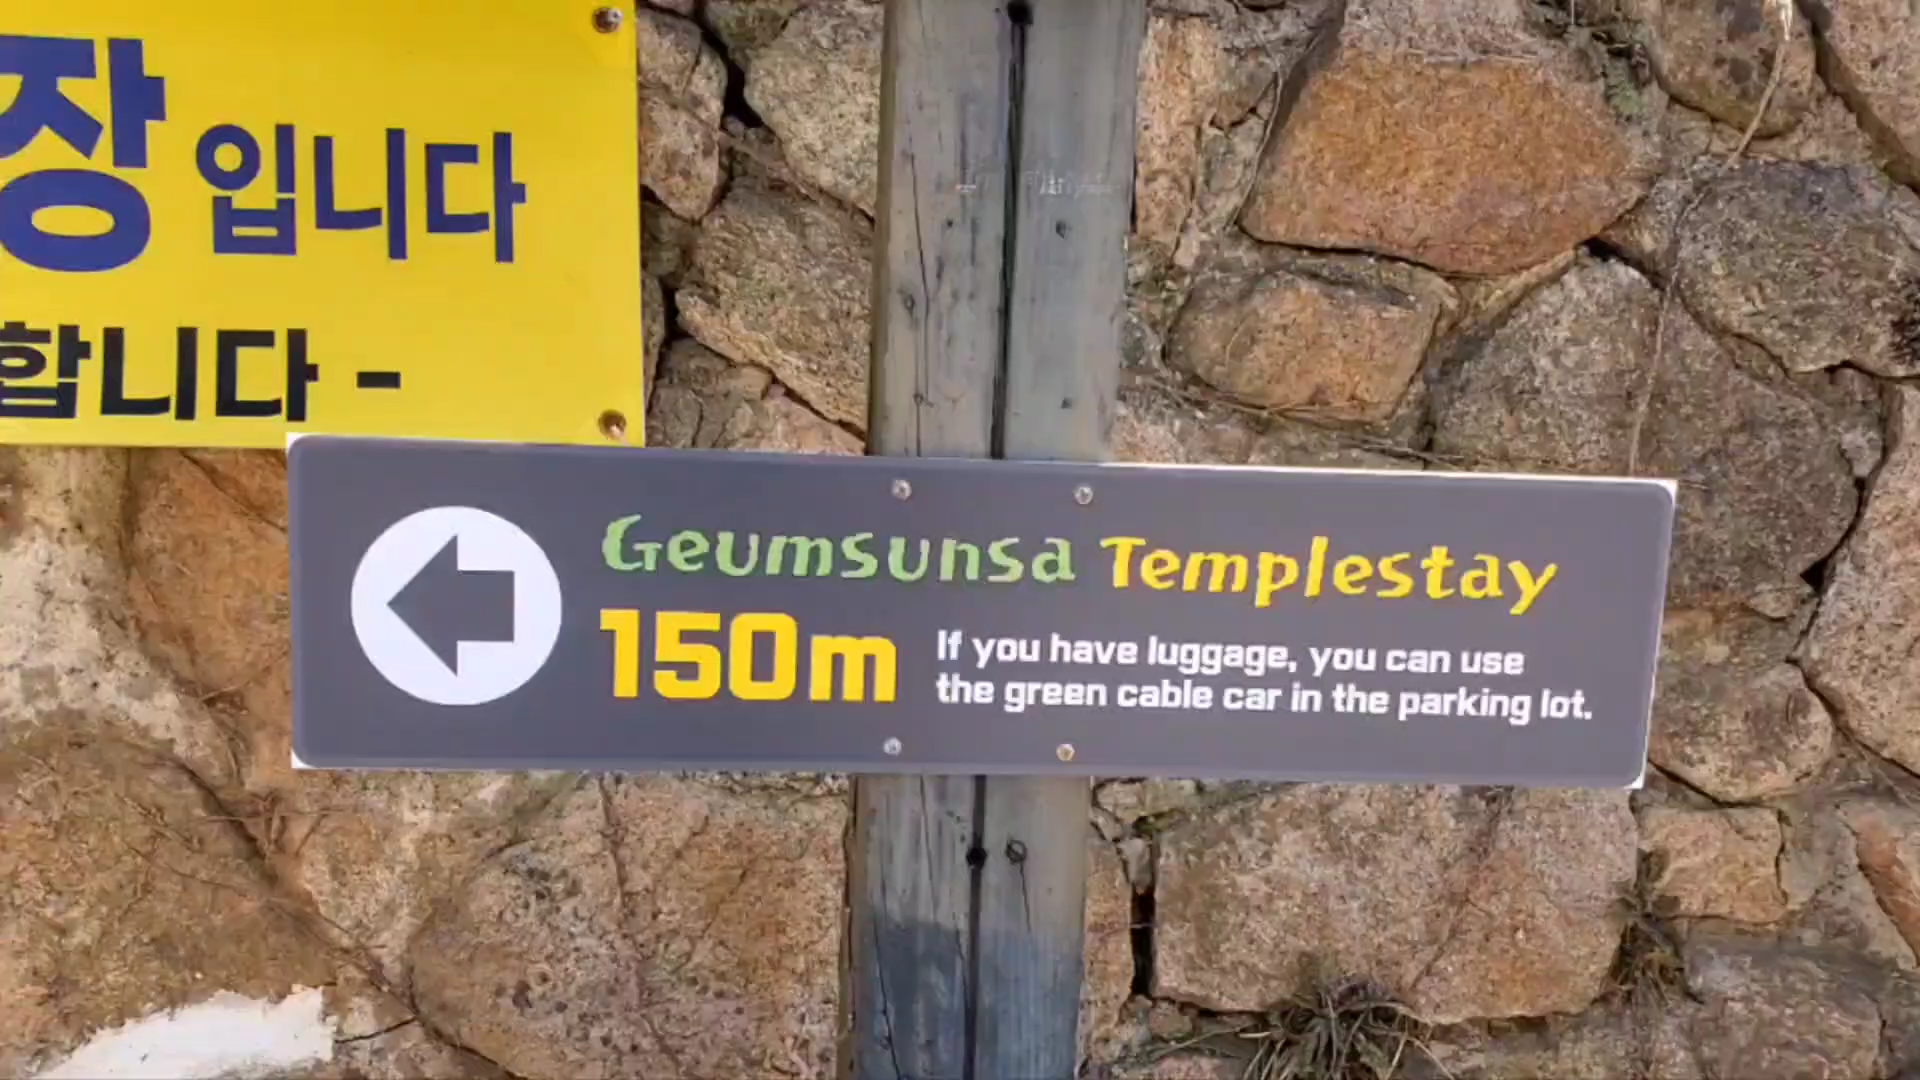 장입니다
합니다 -
Geumsunsa Templestay
150m
If you have luggage, you can use
the green cable car in the parking lot.